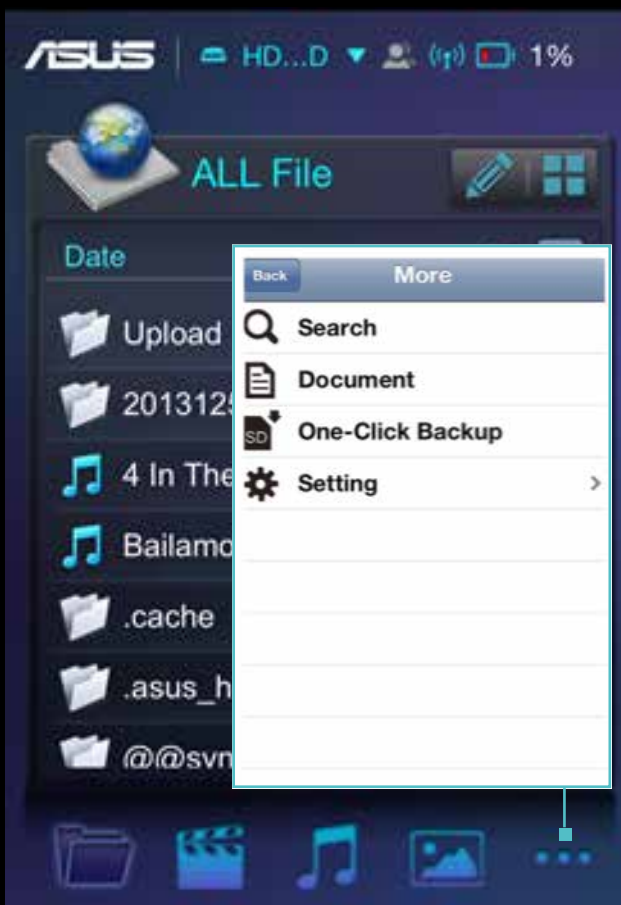 ASUS HD...D 1%
ALL File
Date
Back More
Upload
Search
Document
2013125
One-Click Backup
4 In The
Setting
Bailamo
.cache
.asus_h
@@svn
SD